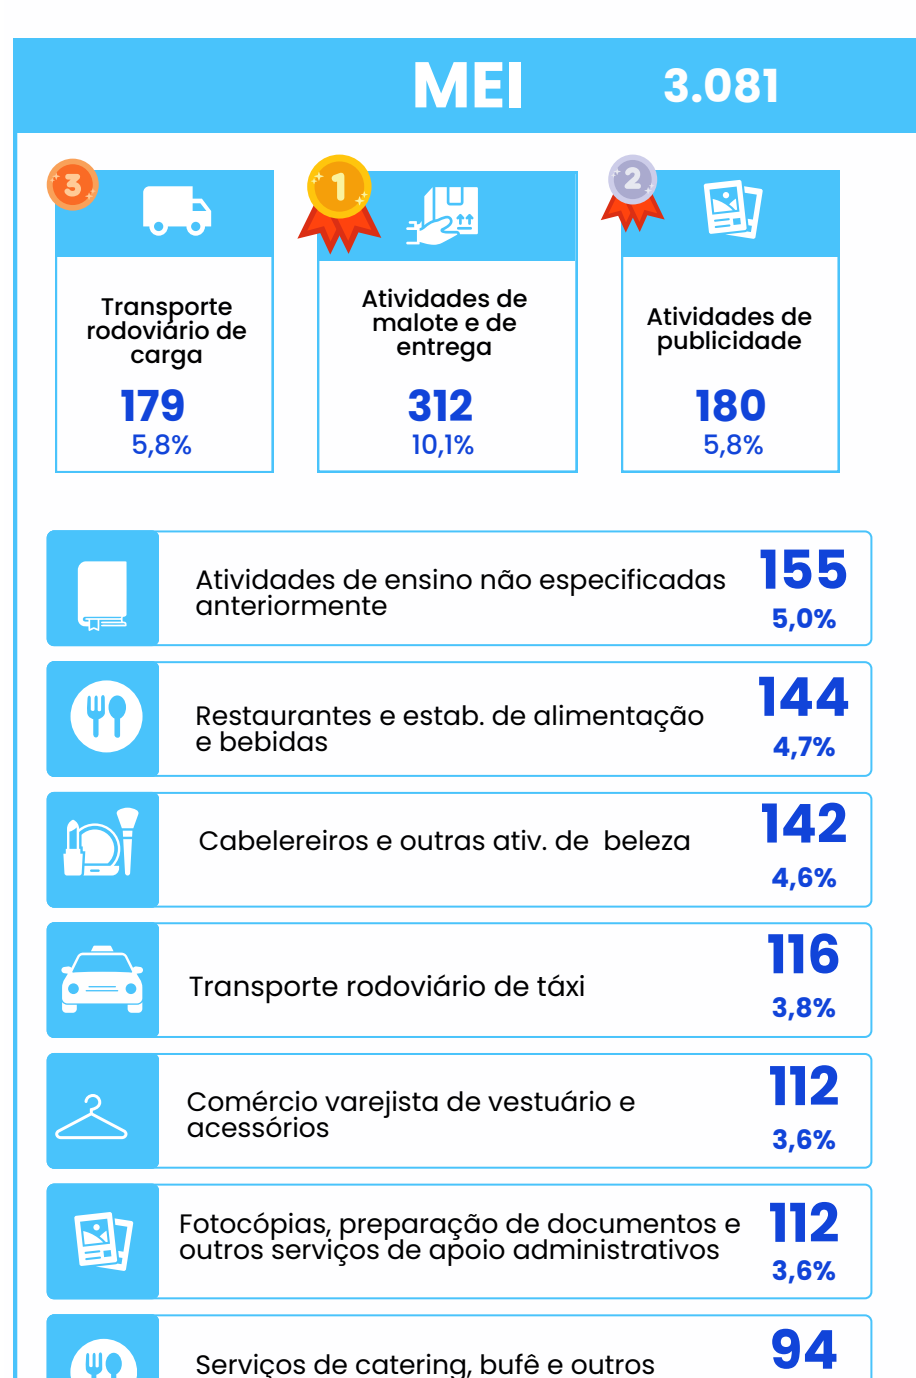 MEI
3.081
3
Transporte
rodoviário de
carga
179
5,8%
1
Atividades de
malote e de
entrega
312
10,1%
2
Atividades de
publicidade
180
5,8%
Atividades de ensino não especificadas
anteriormente
155
5,0%
Restaurantes e estab. de alimentação
e bebidas
144
4,7%
Cabelereiros e outras ativ. de  beleza
142
4,6%
Transporte rodoviário de táxi
116
3,8%
Comércio varejista de vestuário e
acessórios
112
3,6%
Fotocópias, preparação de documentos e
outros serviços de apoio administrativos
112
3,6%
Serviços de catering, bufê e outros
94